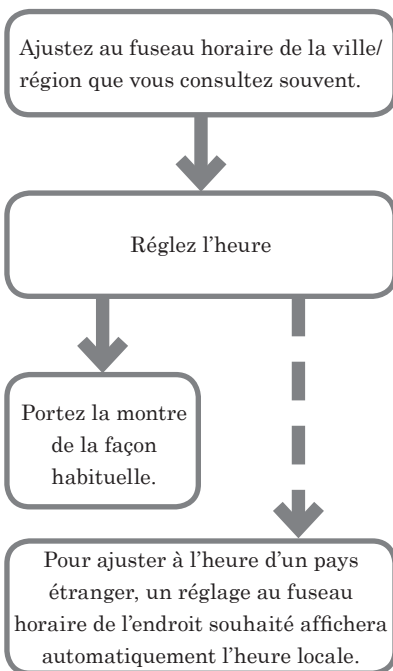 Ajustez au fuseau horaire de la ville/
région que vous consultez souvent.
Réglez l’heure
Portez la montre
de la façon
habituelle.
Pour ajuster à l’heure d’un pays
étranger, un réglage au fuseau
horaire de l’endroit souhaité affichera
automatiquement l’heure locale.